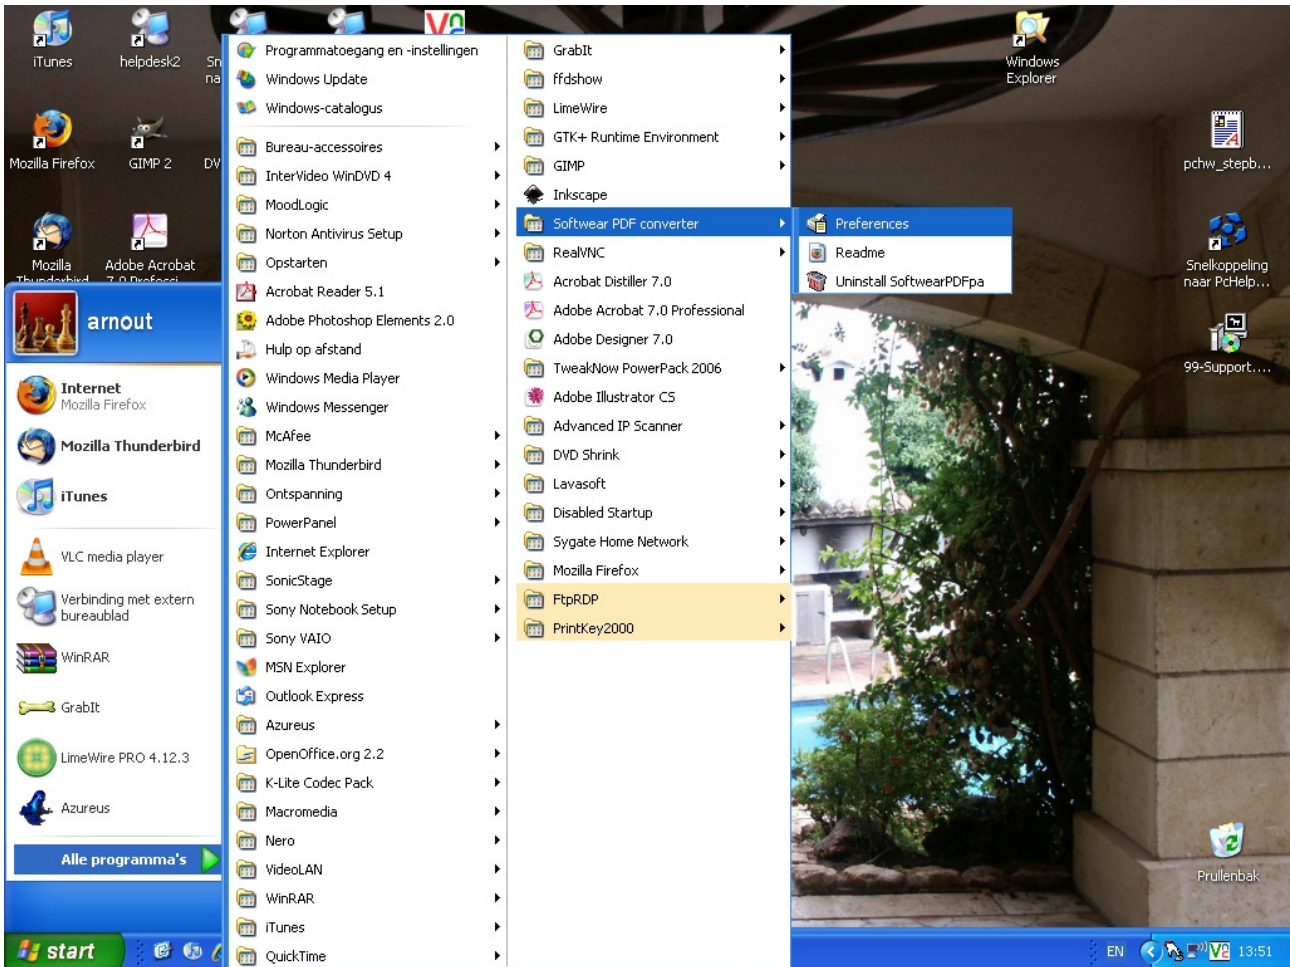 iTunes
helpdesk2
Sn
na
Windows
Explorer
Mozilla Firefox
GIMP 2
DV
pchw_stepb...
Mozilla
Thunderbird
Adobe Acrobat
7.0 Professi...
Snelkoppeling
naar PcHelp...
99-Support....
Prullenbak
arnout
Internet
Mozilla Firefox
Mozilla Thunderbird
iTunes
VLC media player
Verbinding met extern
bureaublad
WinRAR
GrabIt
LimeWire PRO 4.12.3
Azureus
Alle programma's
Programmatoegang en -instellingen
Windows Update
Windows-catalogus
Bureau-accessoires
InterVideo WinDVD 4
MoodLogic
Norton Antivirus Setup
Opstarten
Acrobat Reader 5.1
Adobe Photoshop Elements 2.0
Hulp op afstand
Windows Media Player
Windows Messenger
McAfee
Mozilla Thunderbird
Ontspanning
PowerPanel
Internet Explorer
SonicStage
Sony Notebook Setup
Sony VAIO
MSN Explorer
Outlook Express
Azureus
OpenOffice.org 2.2
K-Lite Codec Pack
Macromedia
Nero
VideoLAN
WinRAR
iTunes
QuickTime
GrabIt
ffdshow
LimeWire
GTK+ Runtime Environment
GIMP
Inkscape
Softwear PDF converter
RealVNC
Acrobat Distiller 7.0
Adobe Acrobat 7.0 Professional
Adobe Designer 7.0
TweakNow PowerPack 2006
Adobe Illustrator CS
Advanced IP Scanner
DVD Shrink
Lavasoft
Disabled Startup
Sygate Home Network
Mozilla Firefox
FtpRDP
PrintKey2000
Preferences
Readme
Uninstall SoftwearPDFpa
start
EN
13:51